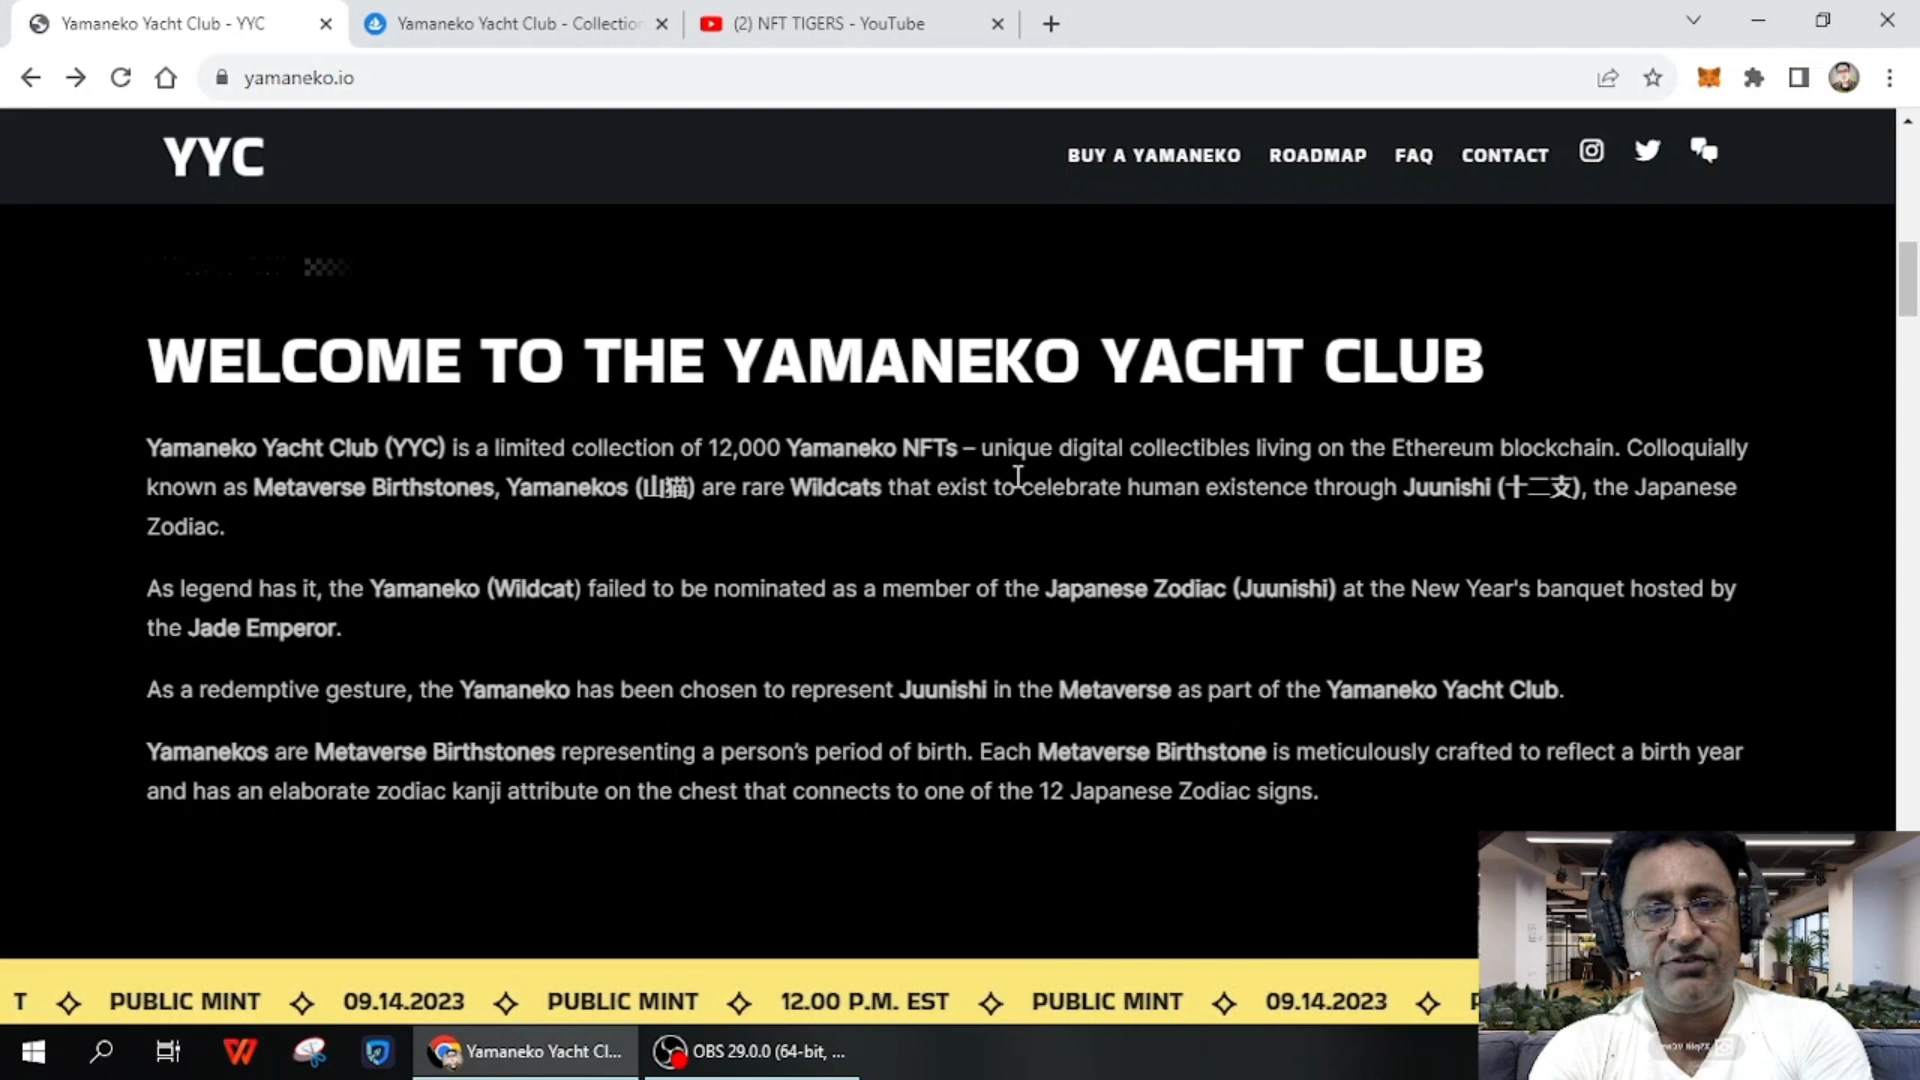 Yamaneko Yacht Club - YYC
Yamaneko Yacht Club - Collection
(2) NFT TIGERS - YouTube
yamaneko.io
YYC
BUY A YAMANEKO
ROADMAP
FAQ
CONTACT
WELCOME TO THE YAMANEKO YACHT CLUB
Yamaneko Yacht Club (YYC) is a limited collection of 12,000 Yamaneko NFTs – unique digital collectibles living on the Ethereum blockchain. Colloquially
known as Metaverse Birthstones, Yamanekos (山猫) are rare Wildcats that exist to celebrate human existence through Juunishi (十二支), the Japanese
Zodiac.
As legend has it, the Yamaneko (Wildcat) failed to be nominated as a member of the Japanese Zodiac (Juunishi) at the New Year's banquet hosted by
the Jade Emperor.
As a redemptive gesture, the Yamaneko has been chosen to represent Juunishi in the Metaverse as part of the Yamaneko Yacht Club.
Yamanekos are Metaverse Birthstones representing a person's period of birth. Each Metaverse Birthstone is meticulously crafted to reflect a birth year
and has an elaborate zodiac kanji attribute on the chest that connects to one of the 12 Japanese Zodiac signs.
T PUBLIC MINT 09.14.2023 PUBLIC MINT 12.00 P.M. EST PUBLIC MINT 09.14.2023 P
Yamaneko Yacht Cl...
OBS 29.0.0 (64-bit, ...